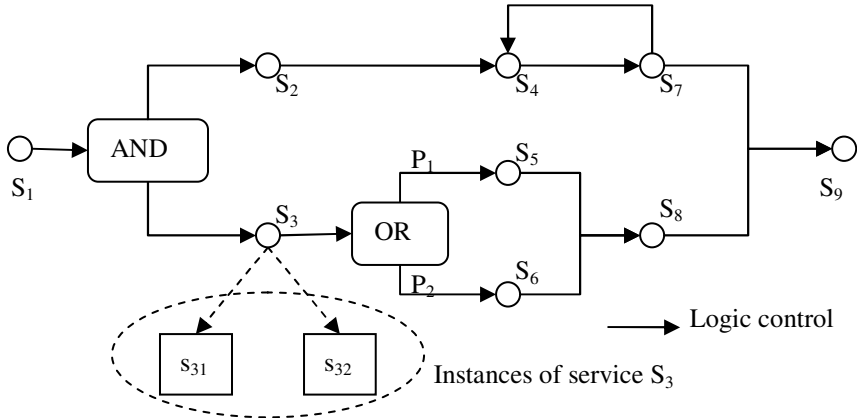 S2
S4
S7
AND
S1
P1
S5
S9
S3
OR
S8
P2
S6
Logic control
s31
s32
Instances of service S3